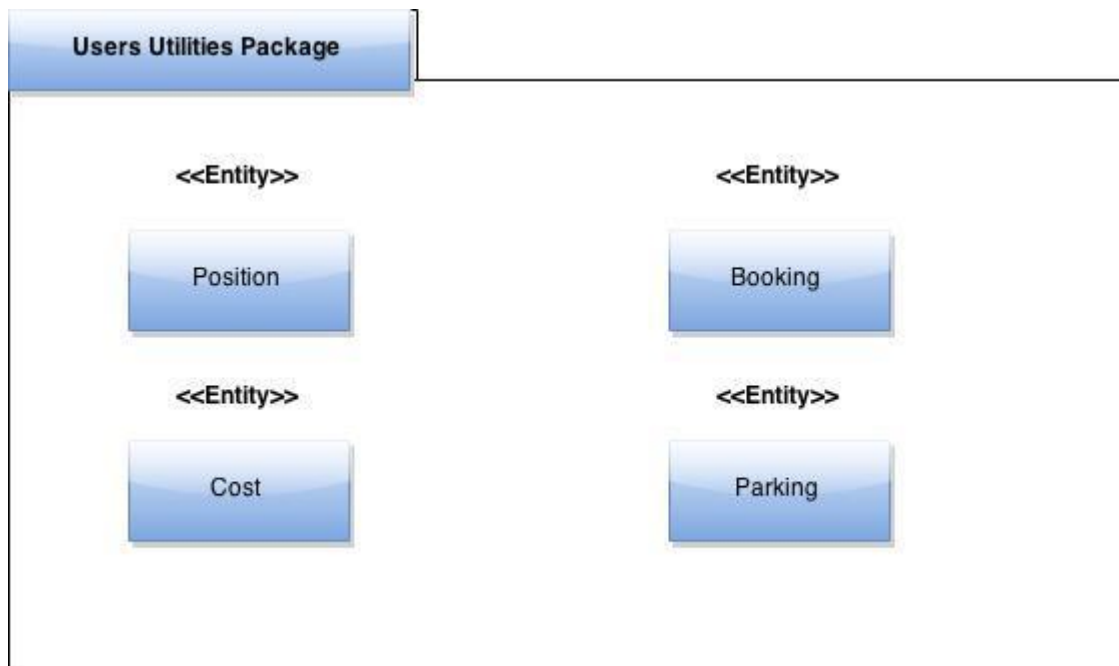 Users Utilities Package
<<Entity>>
<<Entity>>
Position
Booking
<<Entity>>
<<Entity>>
Cost
Parking